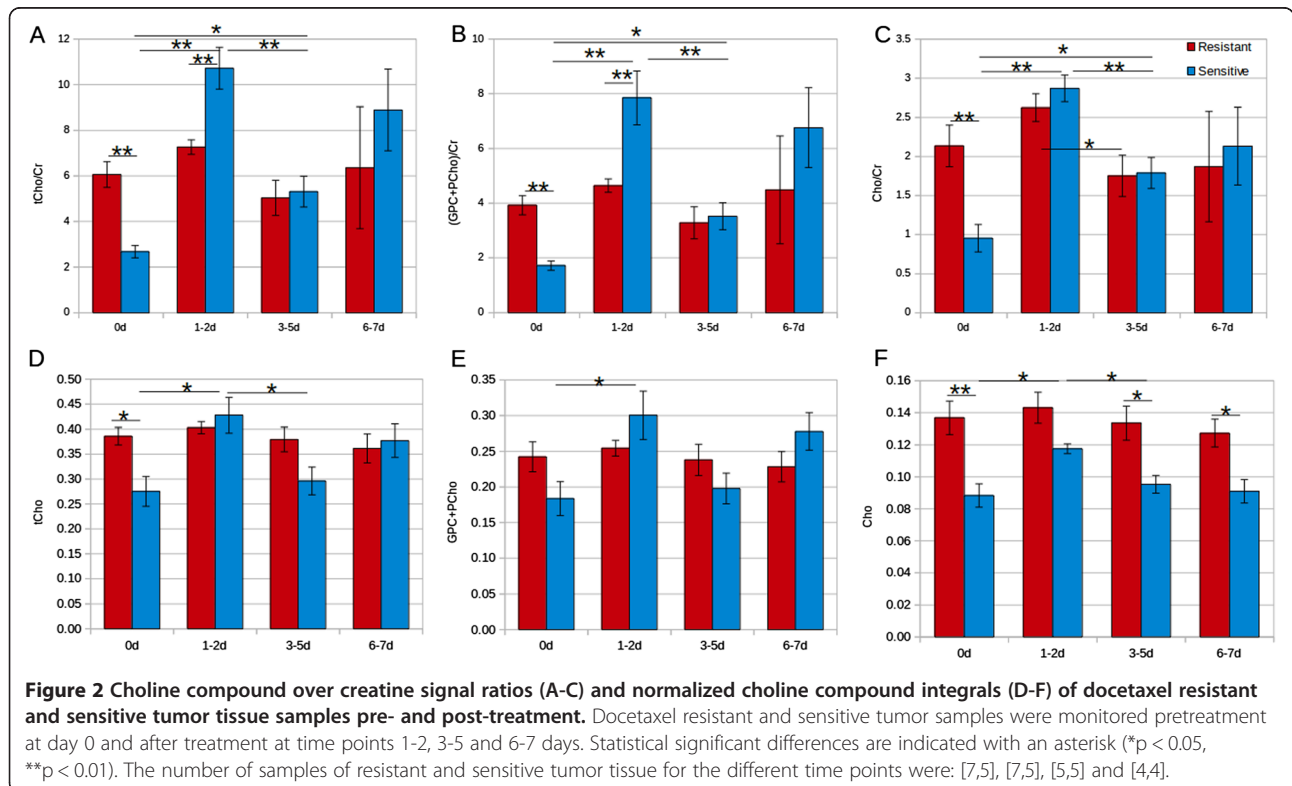 A
tCho/Cr
12
10
8
6
4
2
0
* 
** **
**
**
0d 1-2d 3-5d 6-7d
B
(GPC+PCho)/Cr
10
8
6
4
2
0
*
** **
**
**
0d 1-2d 3-5d 6-7d
C
Cho/Cr
3.5
3
2.5
2
1.5
1
0.5
0
Resistant
Sensitive
*
** **
**
*
0d 1-2d 3-5d 6-7d
D
tCho
0.50
0.45
0.40
0.35
0.30
0.25
0.20
0.15
0.10
0.05
0.00
* *
*
0d 1-2d 3-5d 6-7d
E
GPC+PCho
0.35
0.30
0.25
0.20
0.15
0.10
0.05
0.00
*
0d 1-2d 3-5d 6-7d
F
Cho
0.16
0.14
0.12
0.10
0.08
0.06
0.04
0.02
0.00
* *
** * *
0d 1-2d 3-5d 6-7d
Figure 2 Choline compound over creatine signal ratios (A-C) and normalized choline compound integrals (D-F) of docetaxel resistant
and sensitive tumor tissue samples pre- and post-treatment. Docetaxel resistant and sensitive tumor samples were monitored pretreatment
at day 0 and after treatment at time points 1-2, 3-5 and 6-7 days. Statistical significant differences are indicated with an asterisk (*p < 0.05,
**p < 0.01). The number of samples of resistant and sensitive tumor tissue for the different time points were: [7,5], [7,5], [5,5] and [4,4].